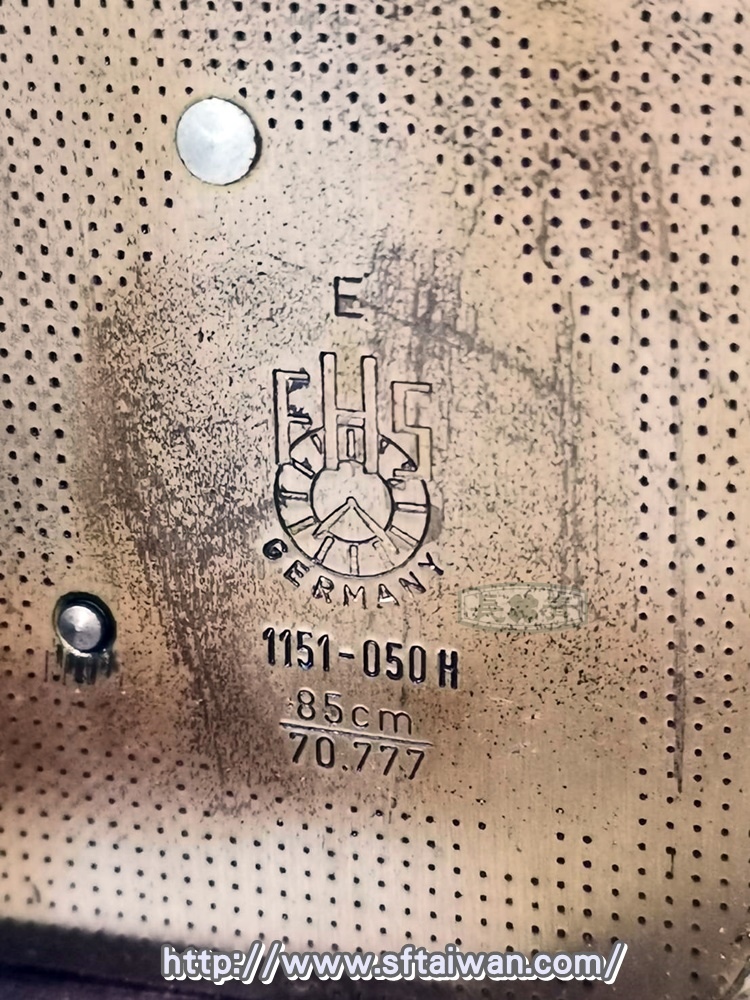 E
FHS
GERMANY
1151-050 H
85cm
70.777
http://www.sftaiwan.com/